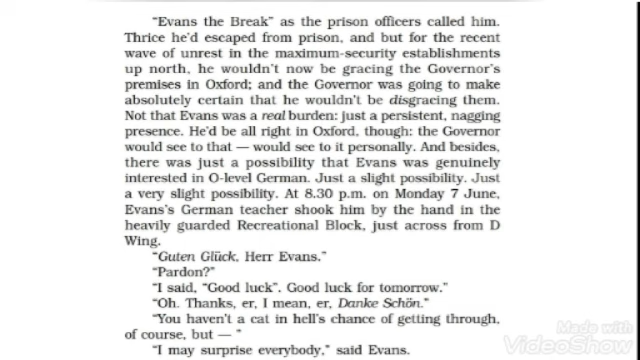 "Evans the Break" as the prison officers called him.
Thrice he'd escaped from prison, and but for the recent
wave of unrest in the maximum-security establishments
up north, he wouldn't now be gracing the Governor's
premises in Oxford; and the Governor was going to make
absolutely certain that he wouldn't be disgracing them.
Not that Evans was a real burden: just a persistent, nagging
presence. He'd be all right in Oxford, though: the Governor
would see to that — would see to it personally. And besides,
there was just a possibility that Evans was genuinely
interested in O-level German. Just a slight possibility. Just
a very slight possibility. At 8.30 p.m. on Monday 7 June,
Evans's German teacher shook him by the hand in the
heavily guarded Recreational Block, just across from D
Wing.
"Guten Glück, Herr Evans."
"Pardon?"
"I said, "Good luck". Good luck for tomorrow."
"Oh. Thanks, er, I mean, er, Danke Schön."
"You haven't a cat in hell's chance of getting through,
of course, but — "
"I may surprise everybody," said Evans.
Made with
VideoShow